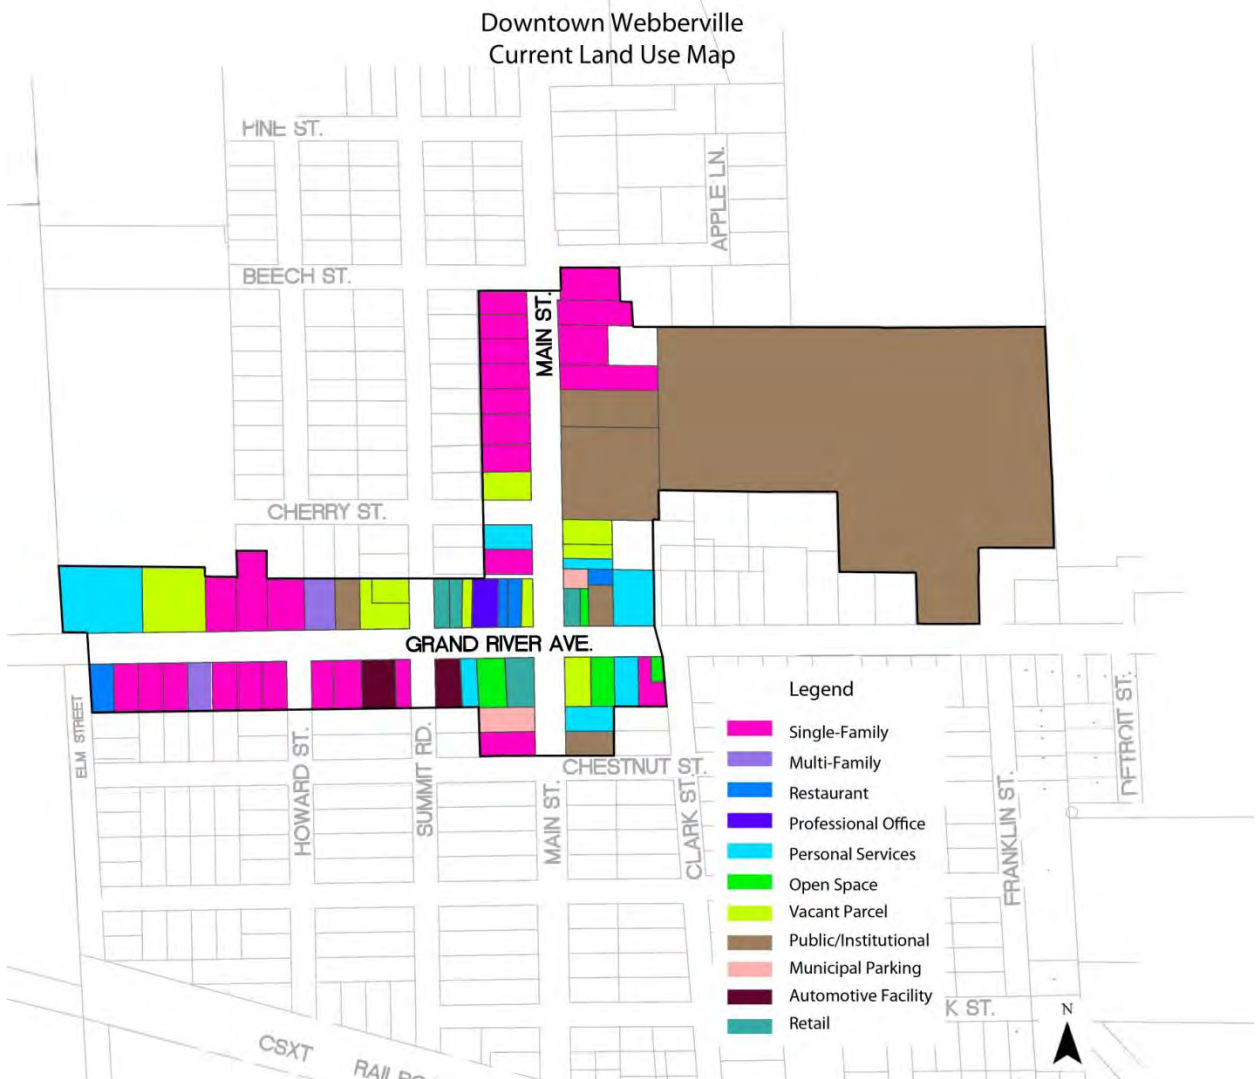 Downtown Webberville
Current Land Use Map
PINE ST.
APPLE LN.
BEECH ST.
MAIN ST.
CHERRY ST.
GRAND RIVER AVE.
ELM STREET
HOWARD ST.
SUMMIT RD.
MAIN ST.
CHESTNUT ST.
CLARK ST.
FRANKLIN ST.
DETROIT ST.
Legend
Single-Family
Multi-Family
Restaurant
Professional Office
Personal Services
Open Space
Vacant Parcel
Public/Institutional
Municipal Parking
Automotive Facility
Retail
K ST.
N
CSXT